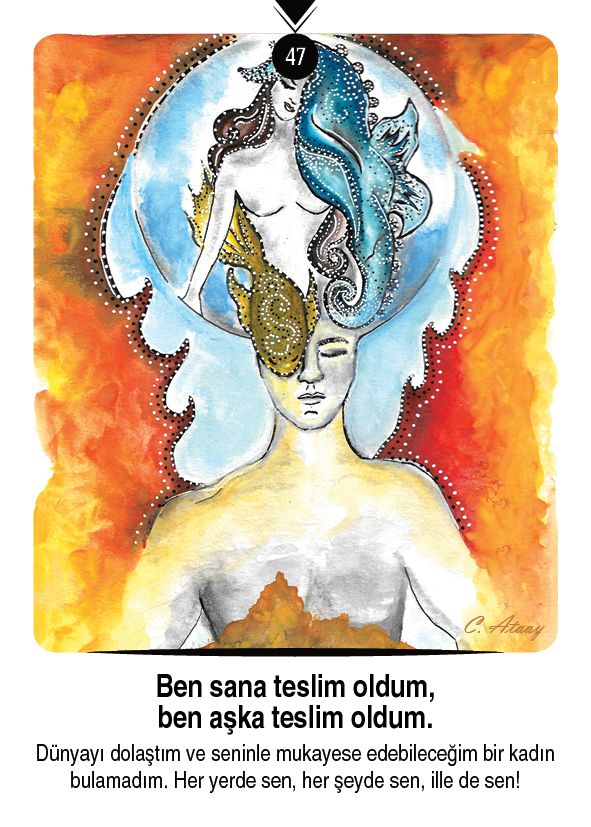 47
C. Ataay
Ben sana teslim oldum,
ben aşka teslim oldum.
Dünyayı dolaştım ve seninle mukayese edebileceğim bir kadın
bulamadım. Her yerde sen, her şeyde sen, ille de sen!